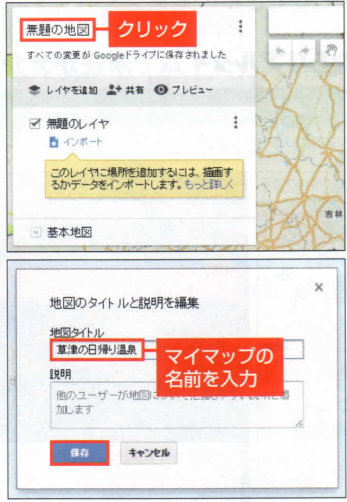 無題の地図
クリック
すべての変更が Googleドライブに保存されました
レイヤを追加 共有 プレビュー
無題のレイヤ
インポート
このレイヤに場所を追加するには、描画す
るかデータをインポートします。もっと詳しく
吉林
基本地図
地図のタイトルと説明を編集
×
地図タイトル
草津の日帰り温泉
マイマップの
名前を入力
説明
他のユーザーが地図に
加します
保存 キャンセル